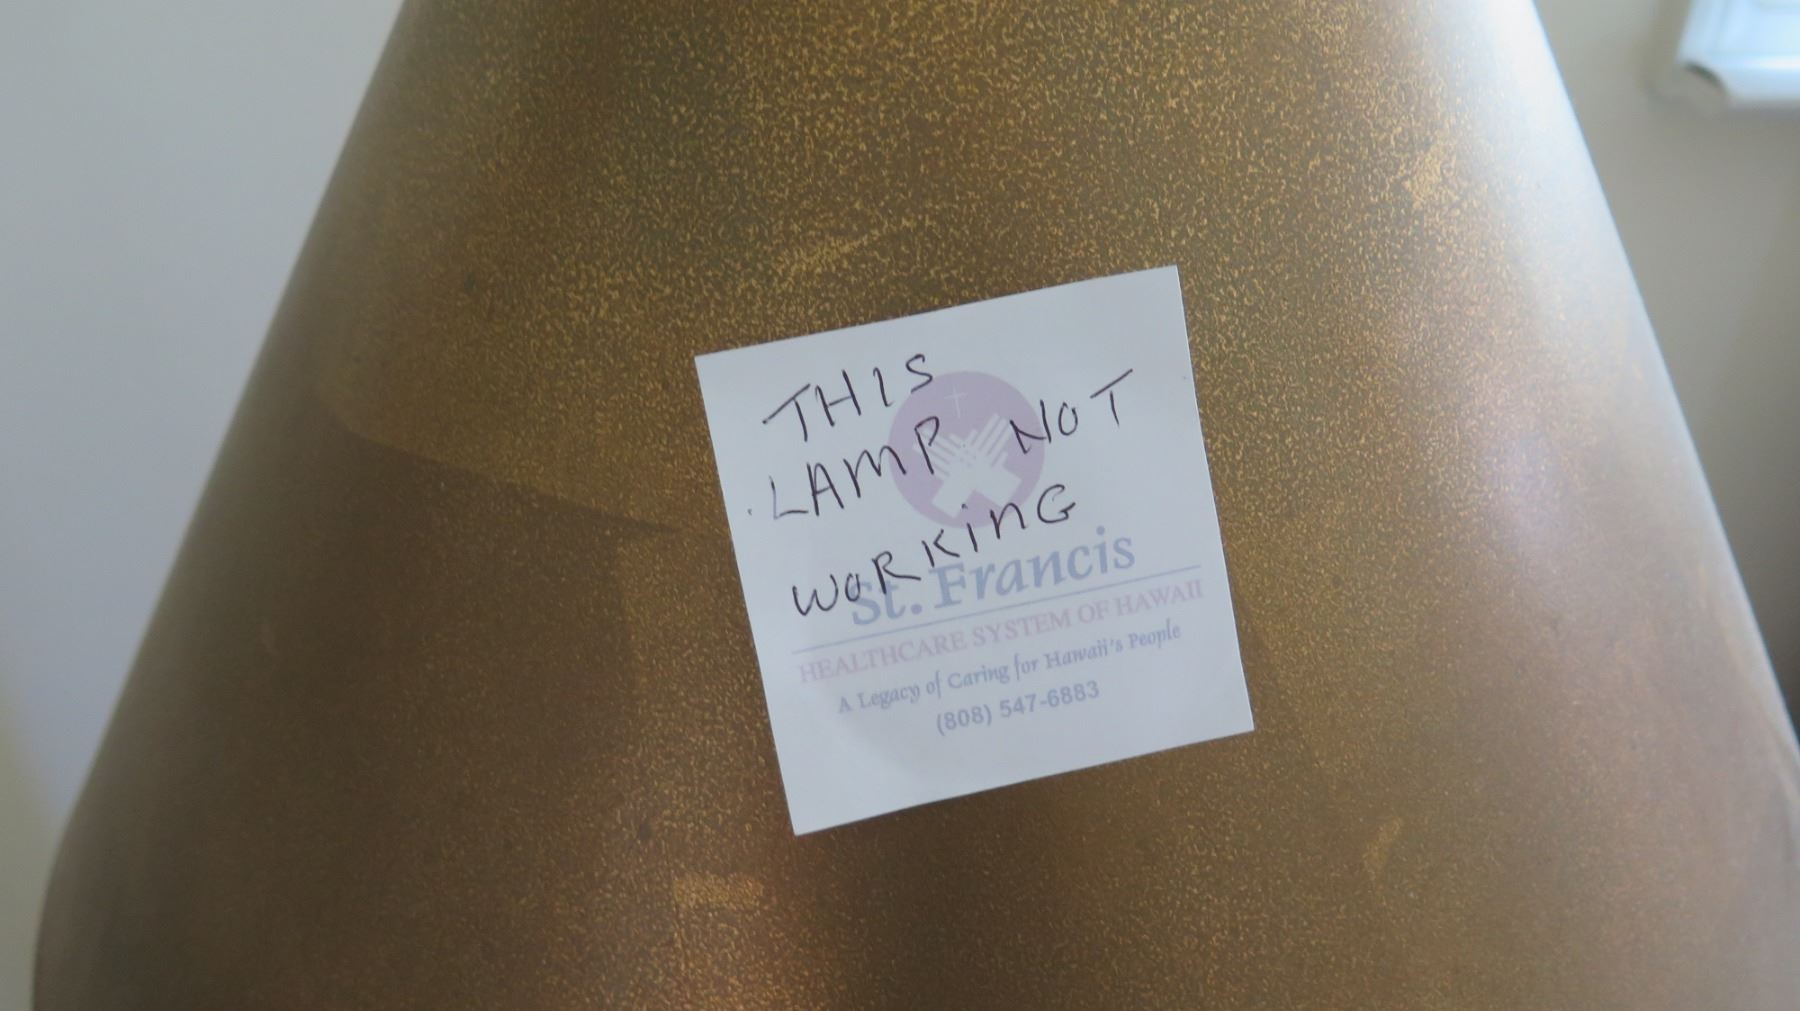 THIS
LAMP NOT
WORKING
St. Francis
HEALTHCARE SYSTEM OF HAWAII
A Legacy of Caring for Hawaii's People
(808) 547-6883